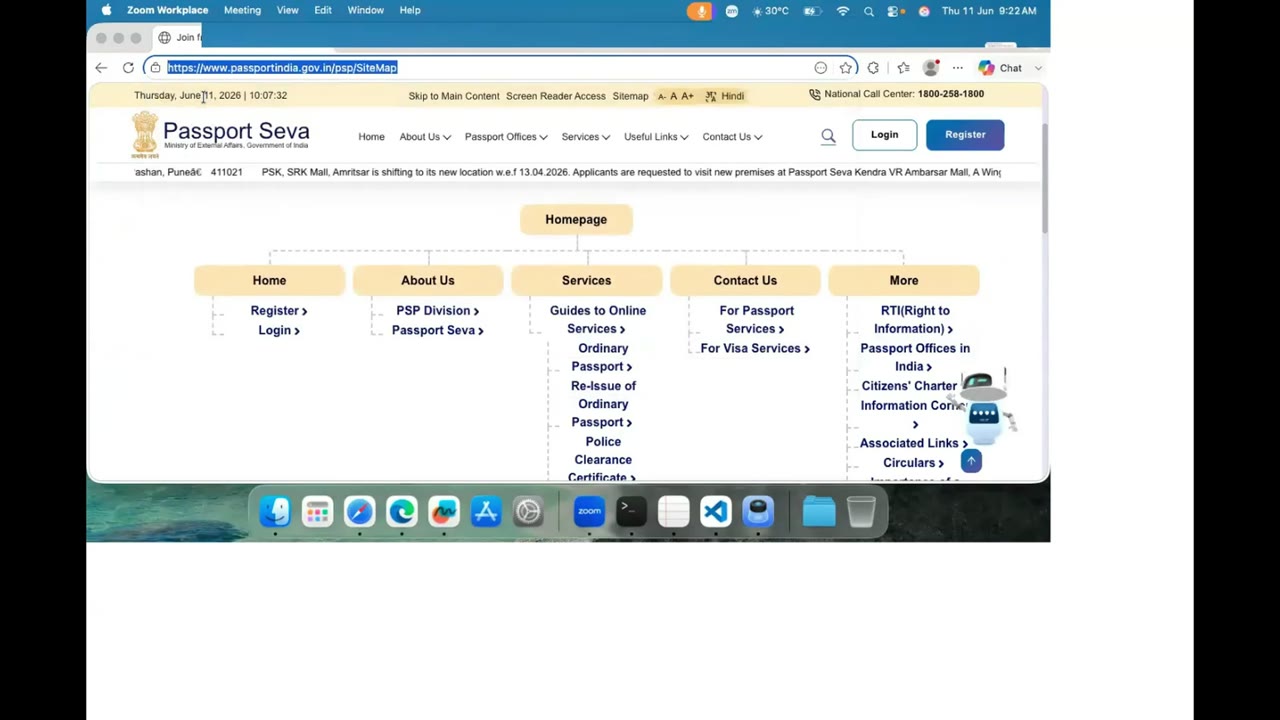 Zoom Workplace Meeting View Edit Window Help zm 30°C Thu 11 Jun 9:22 AM
Join
https://www.passportindia.gov.in/psp/SiteMap Chat
Thursday, June 11, 2026 | 10:07:32 Skip to Main Content Screen Reader Access Sitemap A- A A+ Hindi National Call Center: 1800-258-1800
Passport Seva
Ministry of External Affairs, Government of India
Home About Us Passport Offices Services Useful Links Contact Us Login Register
ashan, Puneâ€ 411021 PSK, SRK Mall, Amritsar is shifting to its new location w.e.f 13.04.2026. Applicants are requested to visit new premises at Passport Seva Kendra VR Ambarsar Mall, A Wing
Homepage
Home About Us Services Contact Us More
Register >
Login >
PSP Division >
Passport Seva >
Guides to Online
Services >
Ordinary
Passport >
Re-Issue of
Ordinary
Passport >
Police
Clearance
Certificate >
For Passport
Services >
For Visa Services >
RTI(Right to
Information) >
Passport Offices in
India >
Citizens' Charter
Information
>
Associated Links >
Circulars >
zoom